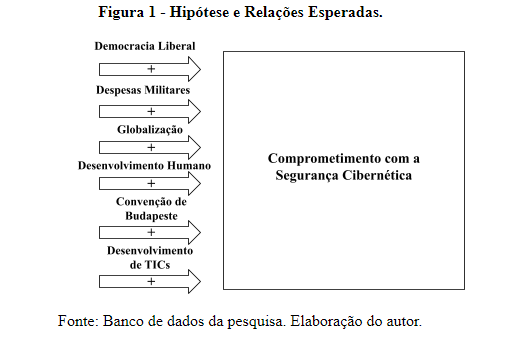 Figura 1 - Hipótese e Relações Esperadas.
Democracia Liberal
+
Despesas Militares
+
Globalização
+
Desenvolvimento Humano
+
Convenção de
Budapeste
+
Desenvolvimento
de TICs
+
Comprometimento com a
Segurança Cibernética
Fonte: Banco de dados da pesquisa. Elaboração do autor.